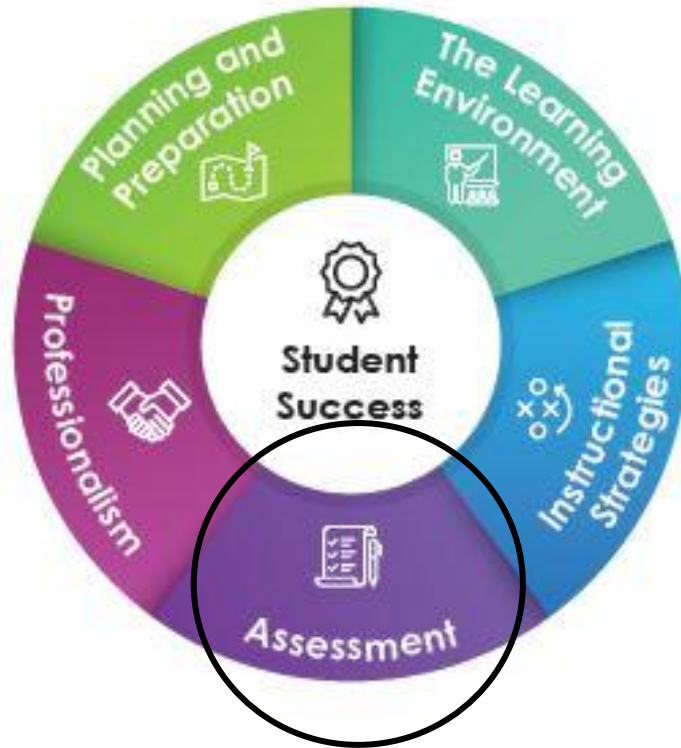 Planning and
Preparation
The Learning
Environment
Student
Success
Professionalism
Instructional
Strategies
Assessment